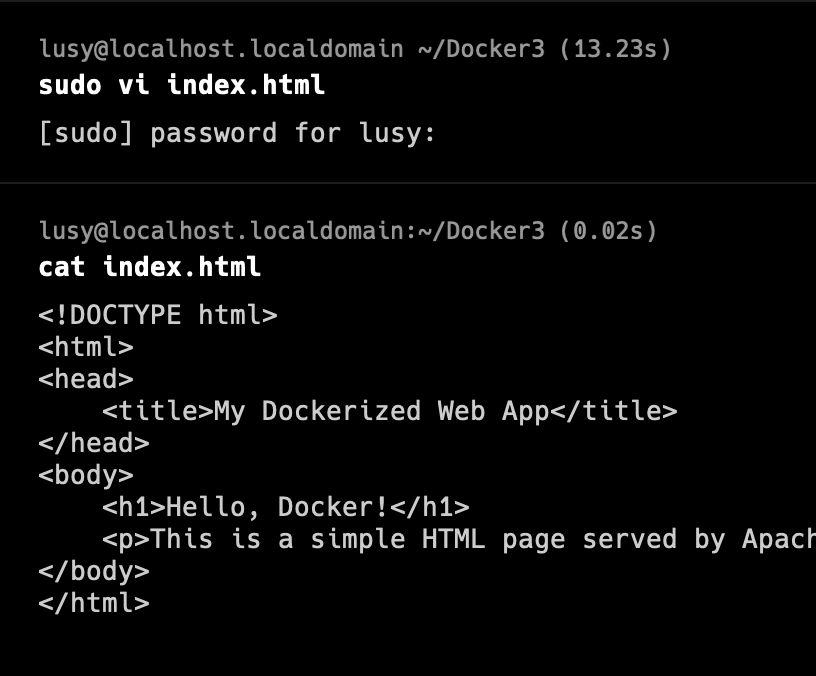 lusy@localhost.localdomain ~/Docker3 (13.23s)
sudo vi index.html
[sudo] password for lusy:
lusy@localhost.localdomain:~/Docker3 (0.02s)
cat index.html
<!DOCTYPE html>
<html>
<head>
    <title>My Dockerized Web App</title>
</head>
<body>
    <h1>Hello, Docker!</h1>
    <p>This is a simple HTML page served by Apach
</body>
</html>